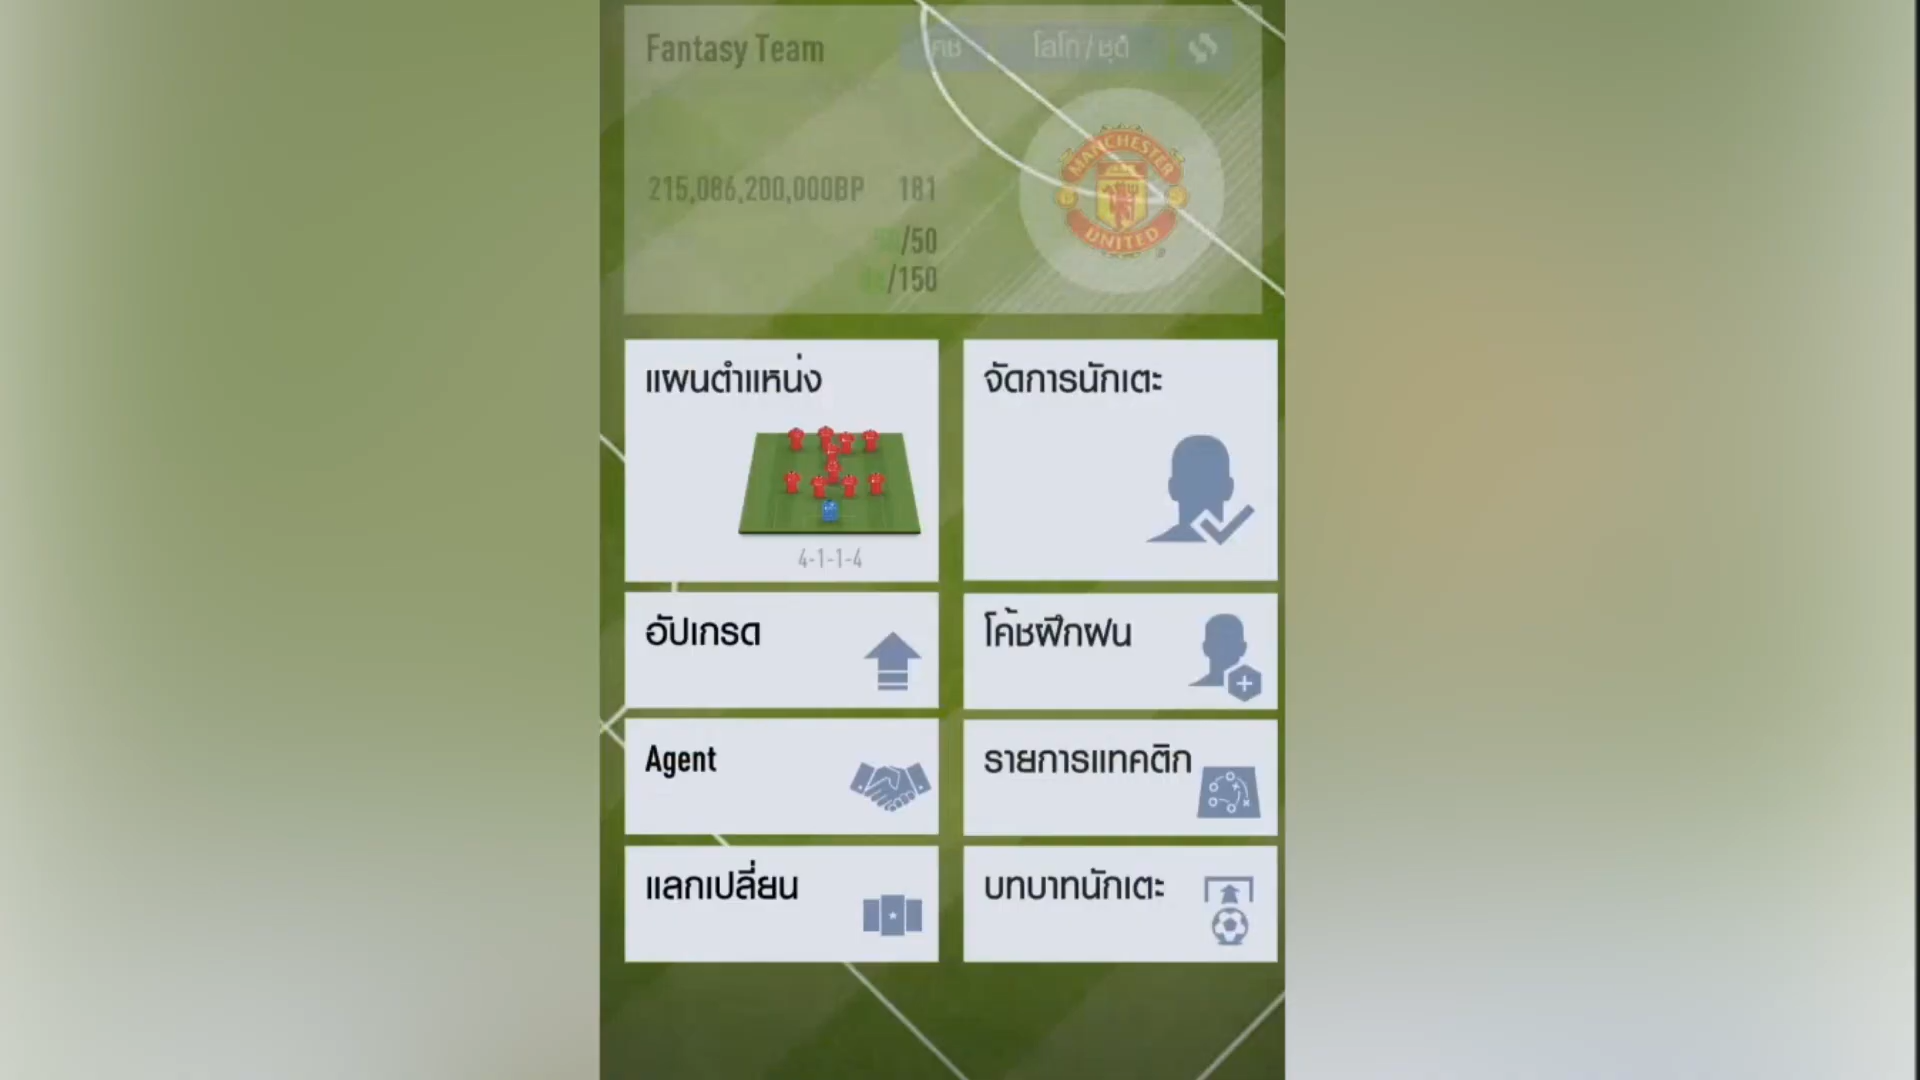 Fantasy Team
โลโก้/ชุด
215,086,200,000BP 181
/50
/150
MANCHESTER
UNITED
แผนตำแหน่ง
4-1-1-4
จัดการนักเตะ
อัปเกรด
โค้ชฝึกฝน
Agent
รายการแทคติก
แลกเปลี่ยน
บทบาทนักเตะ